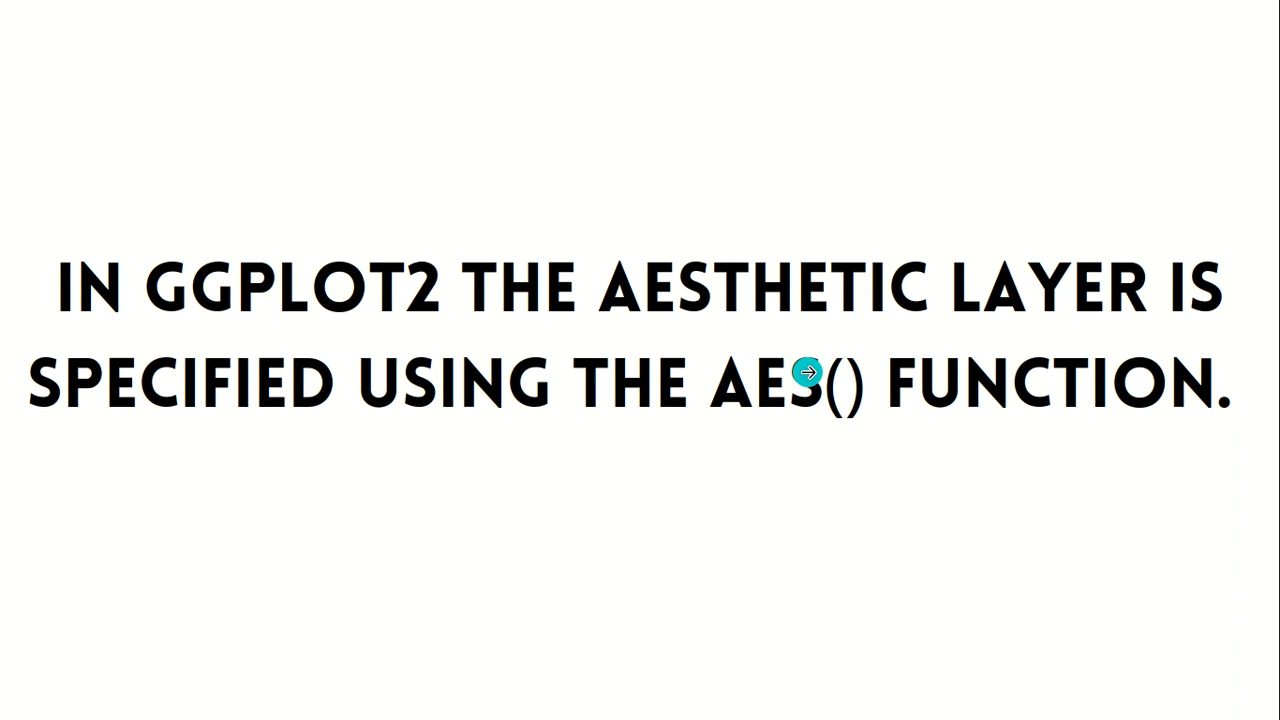 IN GGPLOT2 THE AESTHETIC LAYER IS
SPECIFIED USING THE AES() FUNCTION.